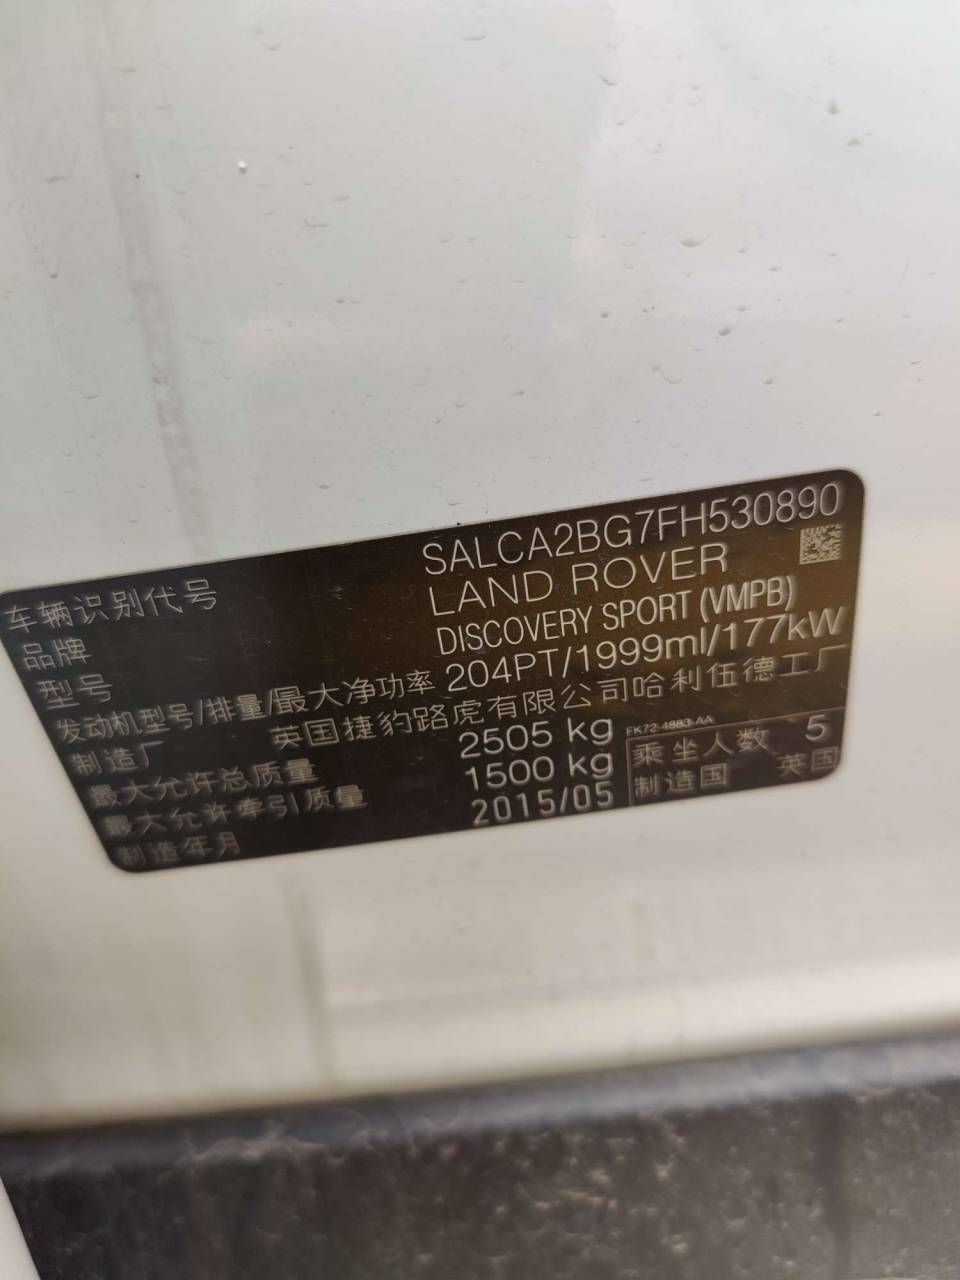 车辆识别代号 SALCA2BG7FH530890
品牌 LAND ROVER
型号 DISCOVERY SPORT (VMPB)
发动机型号/排量/最大净功率 204PT/1999ml/177kW
制造厂 英国捷豹路虎有限公司哈利伍德工厂
最大允许总质量 2505 kg
FK72-4883-AA
最大允许牵引质量 1500 kg
乘坐人数 5
制造年月 2015/05
制造国 英国